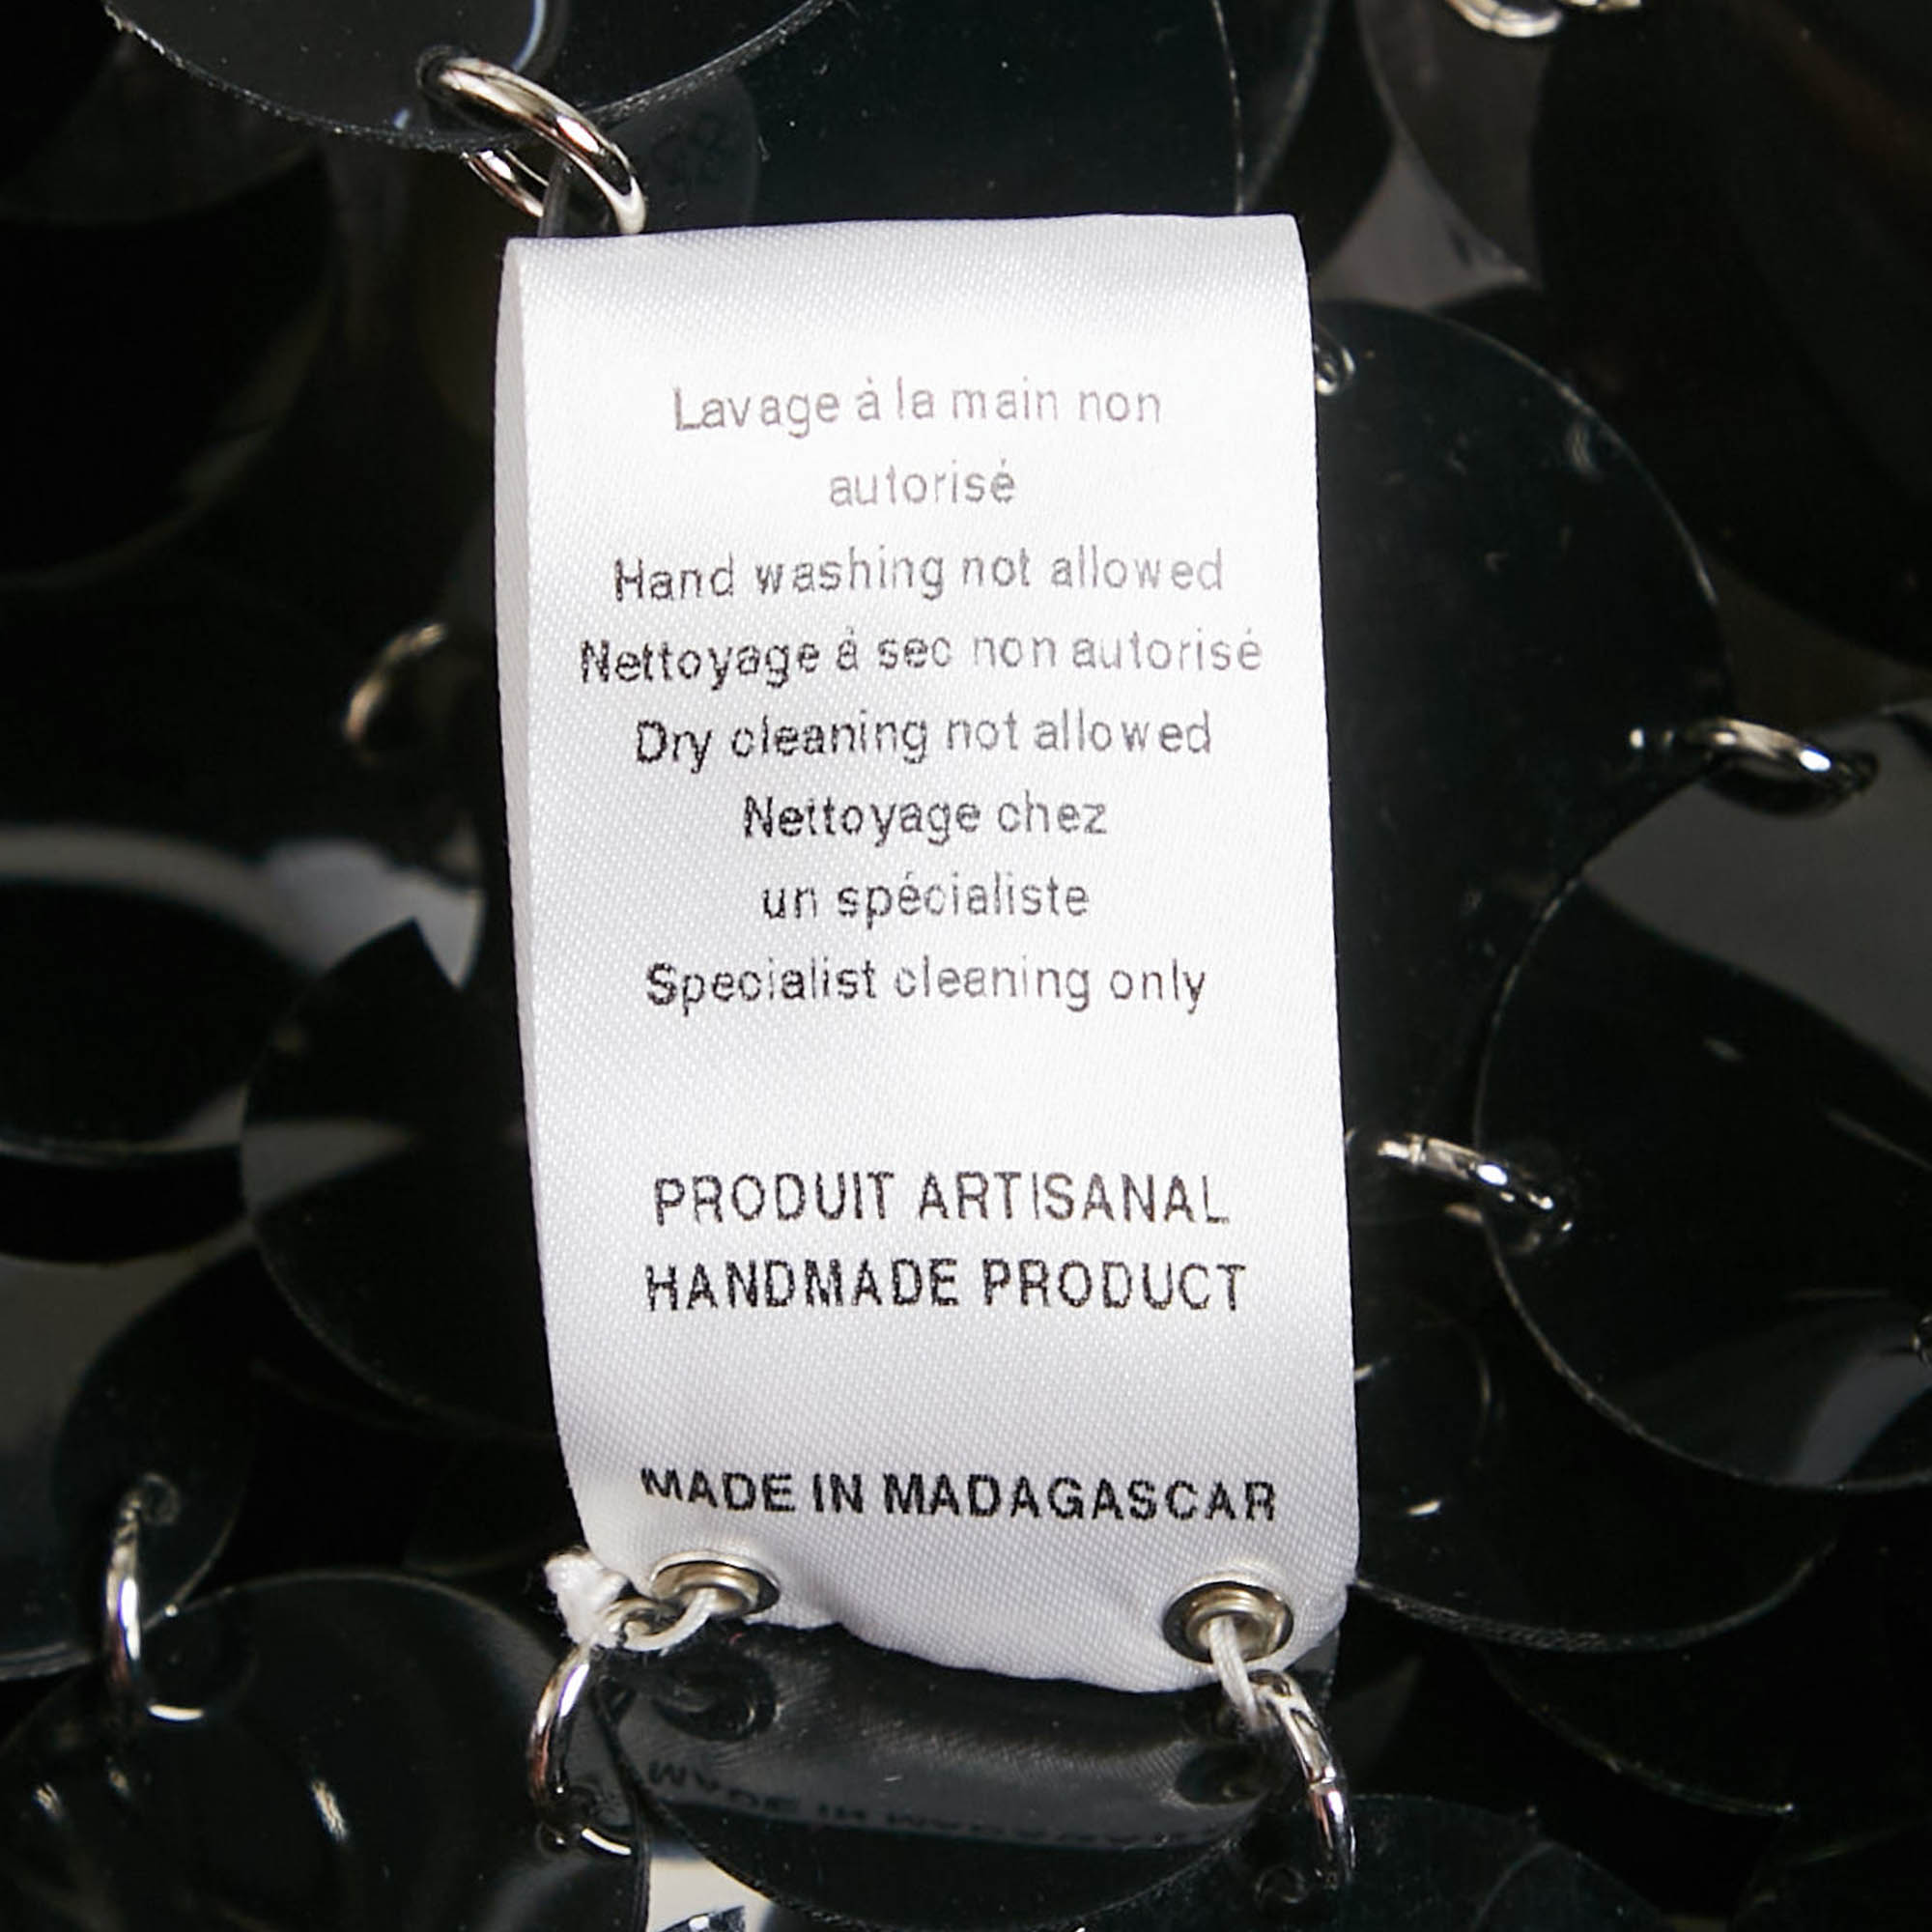 Lavage à la main non
autorisé
Hand washing not allowed
Nettoyage à sec non autorisé
Dry cleaning not allowed
Nettoyage chez
un spécialiste
Specialist cleaning only
PRODUIT ARTISANAL
HANDMADE PRODUCT
MADE IN MADAGASCAR